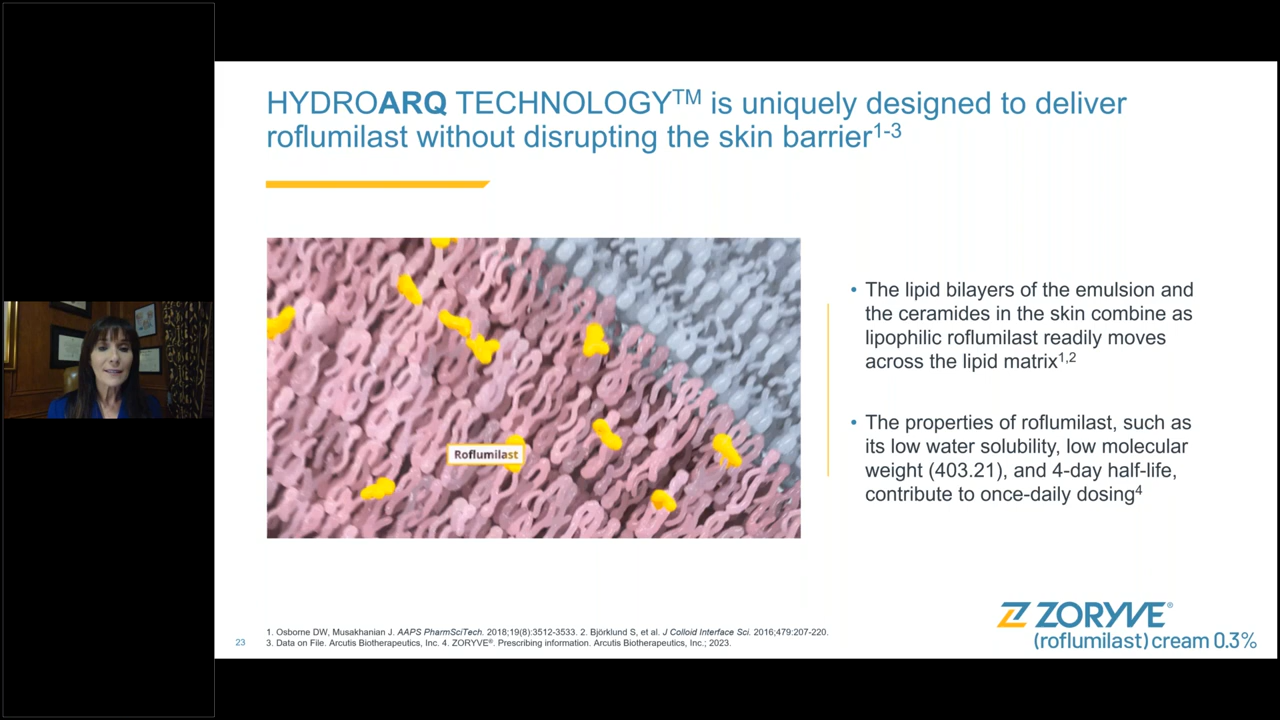 HYDROARQ TECHNOLOGY™ is uniquely designed to deliver
roflumilast without disrupting the skin barrier¹⁻³
• The lipid bilayers of the emulsion and
the ceramides in the skin combine as
lipophilic roflumilast readily moves
across the lipid matrix¹,²
Roflumilast
• The properties of roflumilast, such as
its low water solubility, low molecular
weight (403.21), and 4-day half-life,
contribute to once-daily dosing⁴
ZORYVE®
(roflumilast) cream 0.3%
1. Osborne DW, Musakhanian J. AAPS PharmSciTech. 2018;19(8):3512-3533. 2. Björklund S, et al. J Colloid Interface Sci. 2016;479:207-220.
3. Data on File. Arcutis Biotherapeutics, Inc. 4. ZORYVE®. Prescribing information. Arcutis Biotherapeutics, Inc.; 2023.
23